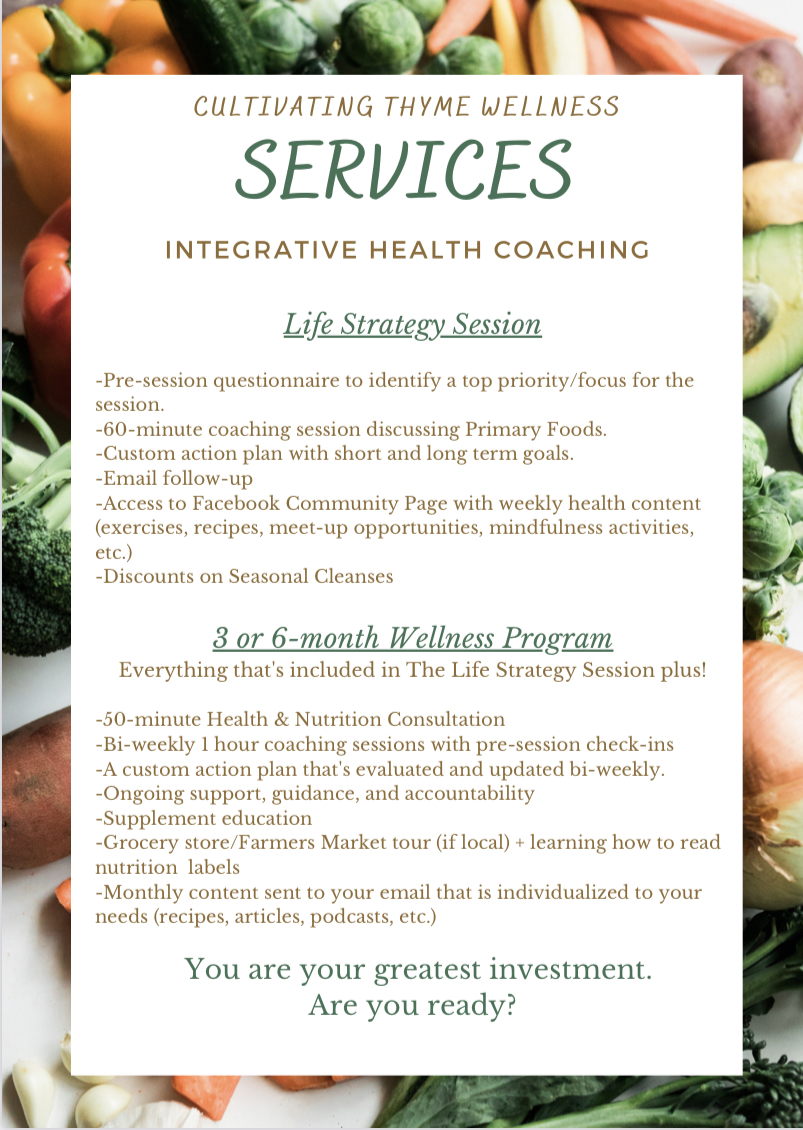 CULTIVATING THYME WELLNESS
SERVICES
INTEGRATIVE HEALTH COACHING
Life Strategy Session
-Pre-session questionnaire to identify a top priority/focus for the
session.
-60-minute coaching session discussing Primary Foods.
-Custom action plan with short and long term goals.
-Email follow-up
-Access to Facebook Community Page with weekly health content
(exercises, recipes, meet-up opportunities, mindfulness activities,
etc.)
-Discounts on Seasonal Cleanses
3 or 6-month Wellness Program
Everything that's included in The Life Strategy Session plus!
-50-minute Health & Nutrition Consultation
-Bi-weekly 1 hour coaching sessions with pre-session check-ins
-A custom action plan that's evaluated and updated bi-weekly.
-Ongoing support, guidance, and accountability
-Supplement education
-Grocery store/Farmers Market tour (if local) + learning how to read
nutrition  labels
-Monthly content sent to your email that is individualized to your
needs (recipes, articles, podcasts, etc.)
You are your greatest investment.
Are you ready?